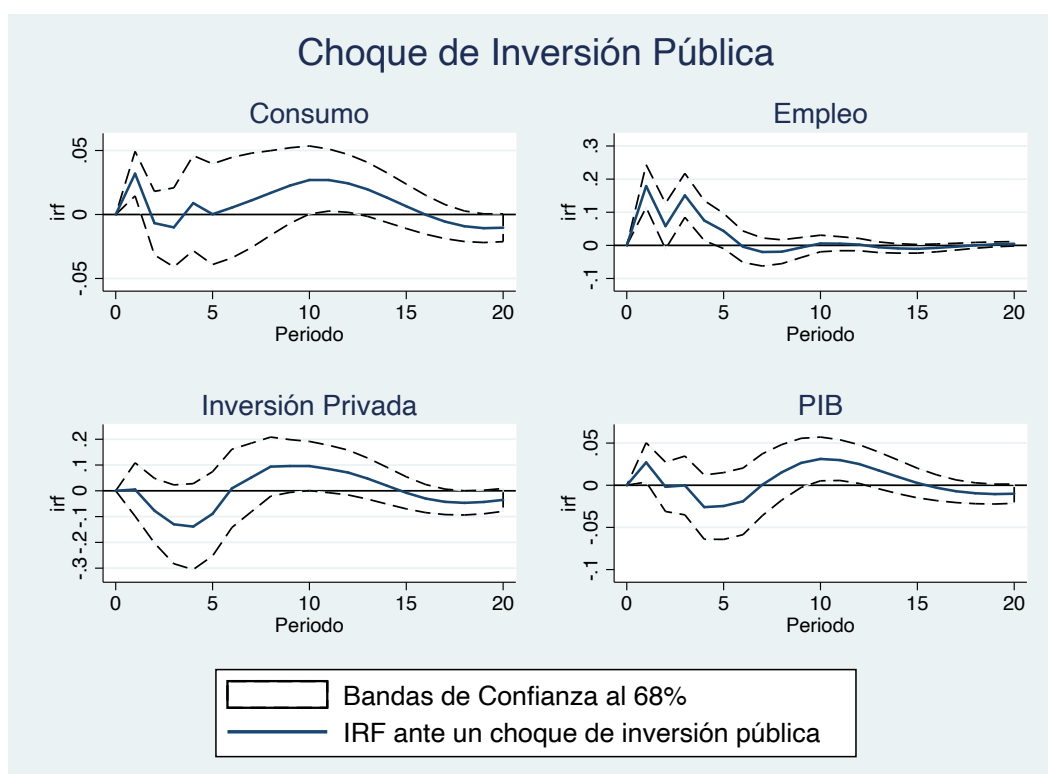 Choque de Inversión Pública
Consumo
.05
0
-.05
irf
0 5 10 15 20
Periodo
Empleo
.3
.2
.1
0
-.1
irf
0 5 10 15 20
Periodo
Inversión Privada
.2
.1
0
-.1
-.2
-.3
irf
0 5 10 15 20
Periodo
PIB
.05
0
-.05
-.1
irf
0 5 10 15 20
Periodo
Bandas de Confianza al 68%
IRF ante un choque de inversión pública